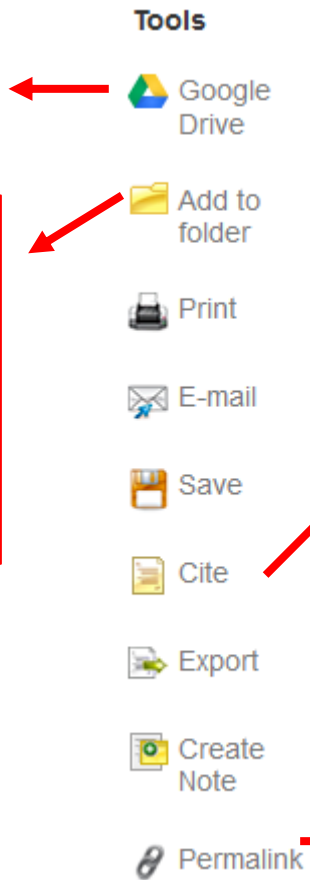 Tools
Google
Drive
Add to
folder
Print
E-mail
Save
Cite
Export
Create
Note
Permalink